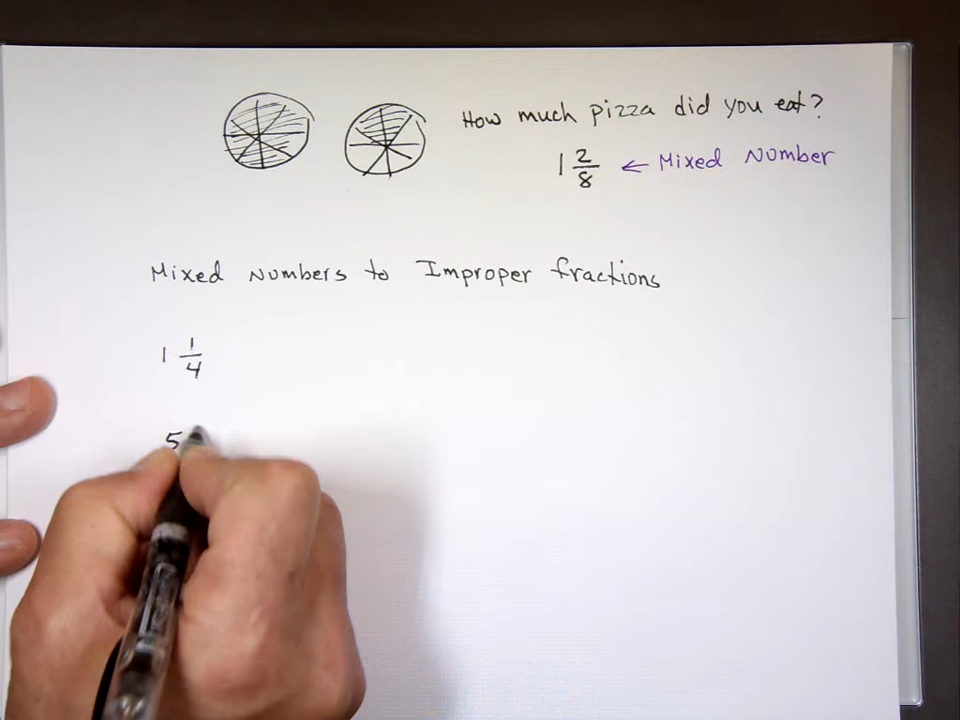 How much pizza did you eat?
1 2/8 ← Mixed Number
Mixed Numbers to Improper fractions
1 1/4
5